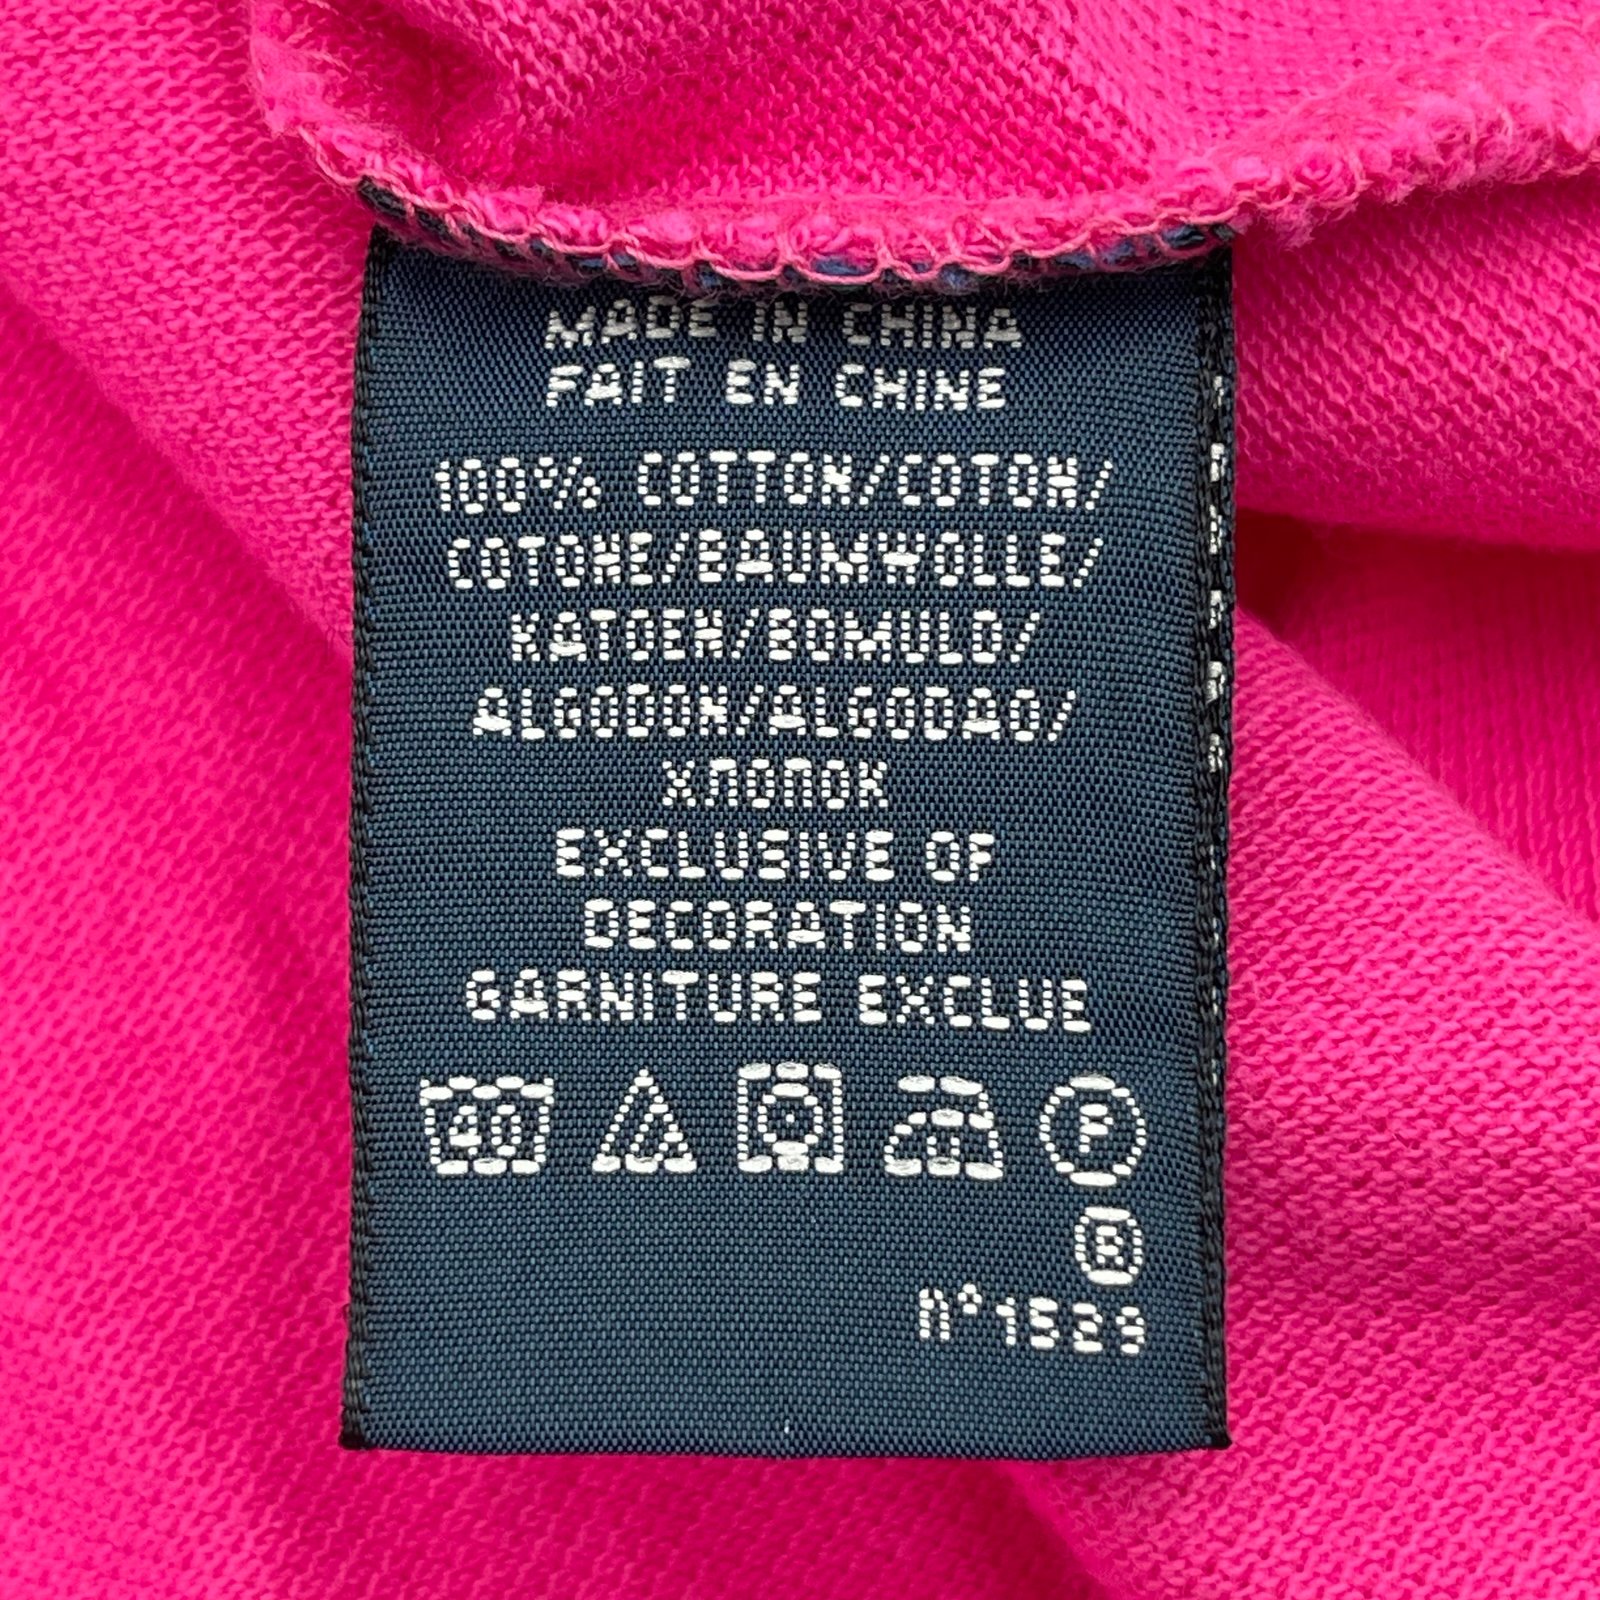 MADE IN CHINA
FAIT EN CHINE
100% COTTON/COTON/
COTONE/BAUMWOLLE/
KATOEN/BOMULD/
ALGODON/ALGODAO/
ХЛОПОК
EXCLUSIVE OF
DECORATION
GARNITURE EXCLUE
40
P
®
n°1529